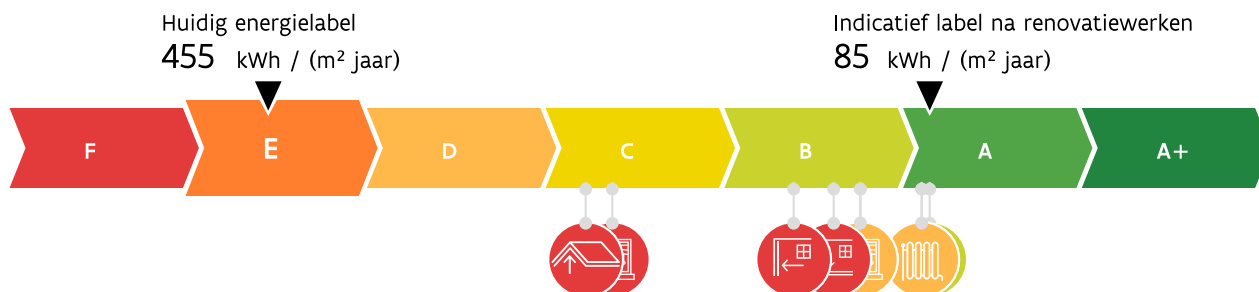 Huidig energielabel
455 kWh / (m² jaar)
Indicatief label na renovatiewerken
85 kWh / (m² jaar)
F E D C B A A+